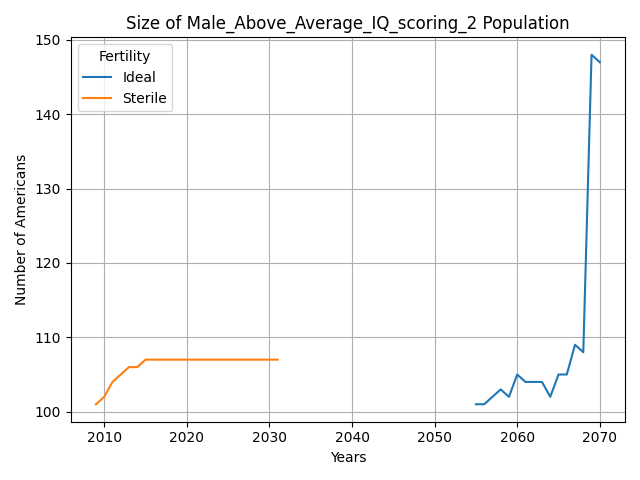 Size of Male_Above_Average_IQ_scoring_2 Population
Number of Americans
150
140
130
120
110
100
Fertility
Ideal
Sterile
2010 2020 2030 2040 2050 2060 2070
Years